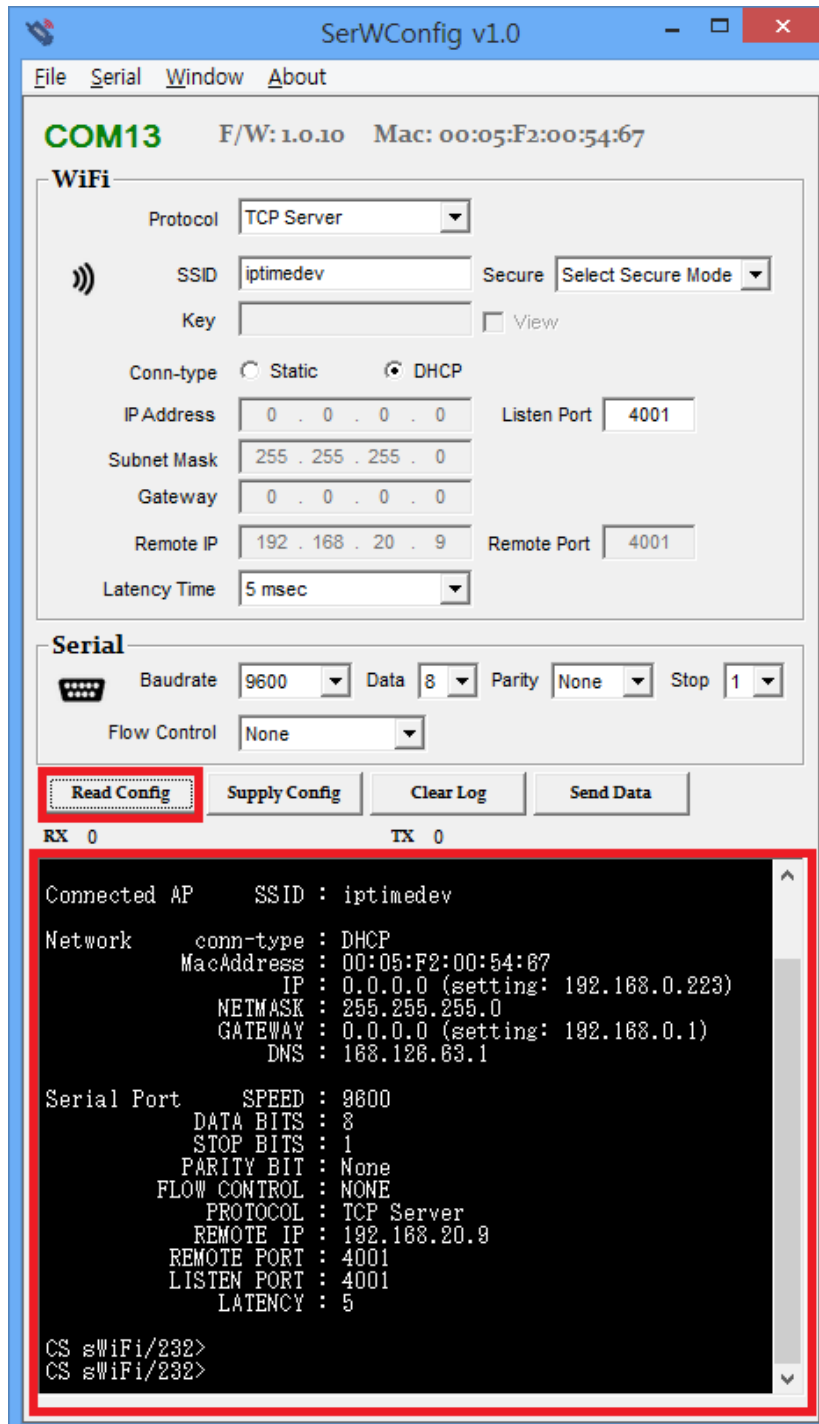 SerWConfig v1.0
File Serial Window About
COM13 F/W: 1.0.10 Mac: 00:05:F2:00:54:67
WiFi
Protocol TCP Server
SSID iptimedev Secure Select Secure Mode
Key View
Conn-type Static DHCP
IP Address 0 . 0 . 0 . 0 Listen Port 4001
Subnet Mask 255 . 255 . 255 . 0
Gateway 0 . 0 . 0 . 0
Remote IP 192 . 168 . 20 . 9 Remote Port 4001
Latency Time 5 msec
Serial
Baudrate 9600 Data 8 Parity None Stop 1
Flow Control None
Read Config Supply Config Clear Log Send Data
RX 0 TX 0
Connected AP SSID : iptimedev
Network conn-type : DHCP
MacAddress : 00:05:F2:00:54:67
IP : 0.0.0.0 (setting: 192.168.0.223)
NETMASK : 255.255.255.0
GATEWAY : 0.0.0.0 (setting: 192.168.0.1)
DNS : 168.126.63.1
Serial Port SPEED : 9600
DATA BITS : 8
STOP BITS : 1
PARITY BIT : None
FLOW CONTROL : NONE
PROTOCOL : TCP Server
REMOTE IP : 192.168.20.9
REMOTE PORT : 4001
LISTEN PORT : 4001
LATENCY : 5
CS sWiFi/232>
CS sWiFi/232>